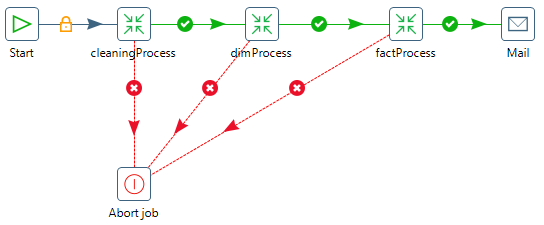 Start
cleaningProcess
dimProcess
factProcess
Mail
Abort job